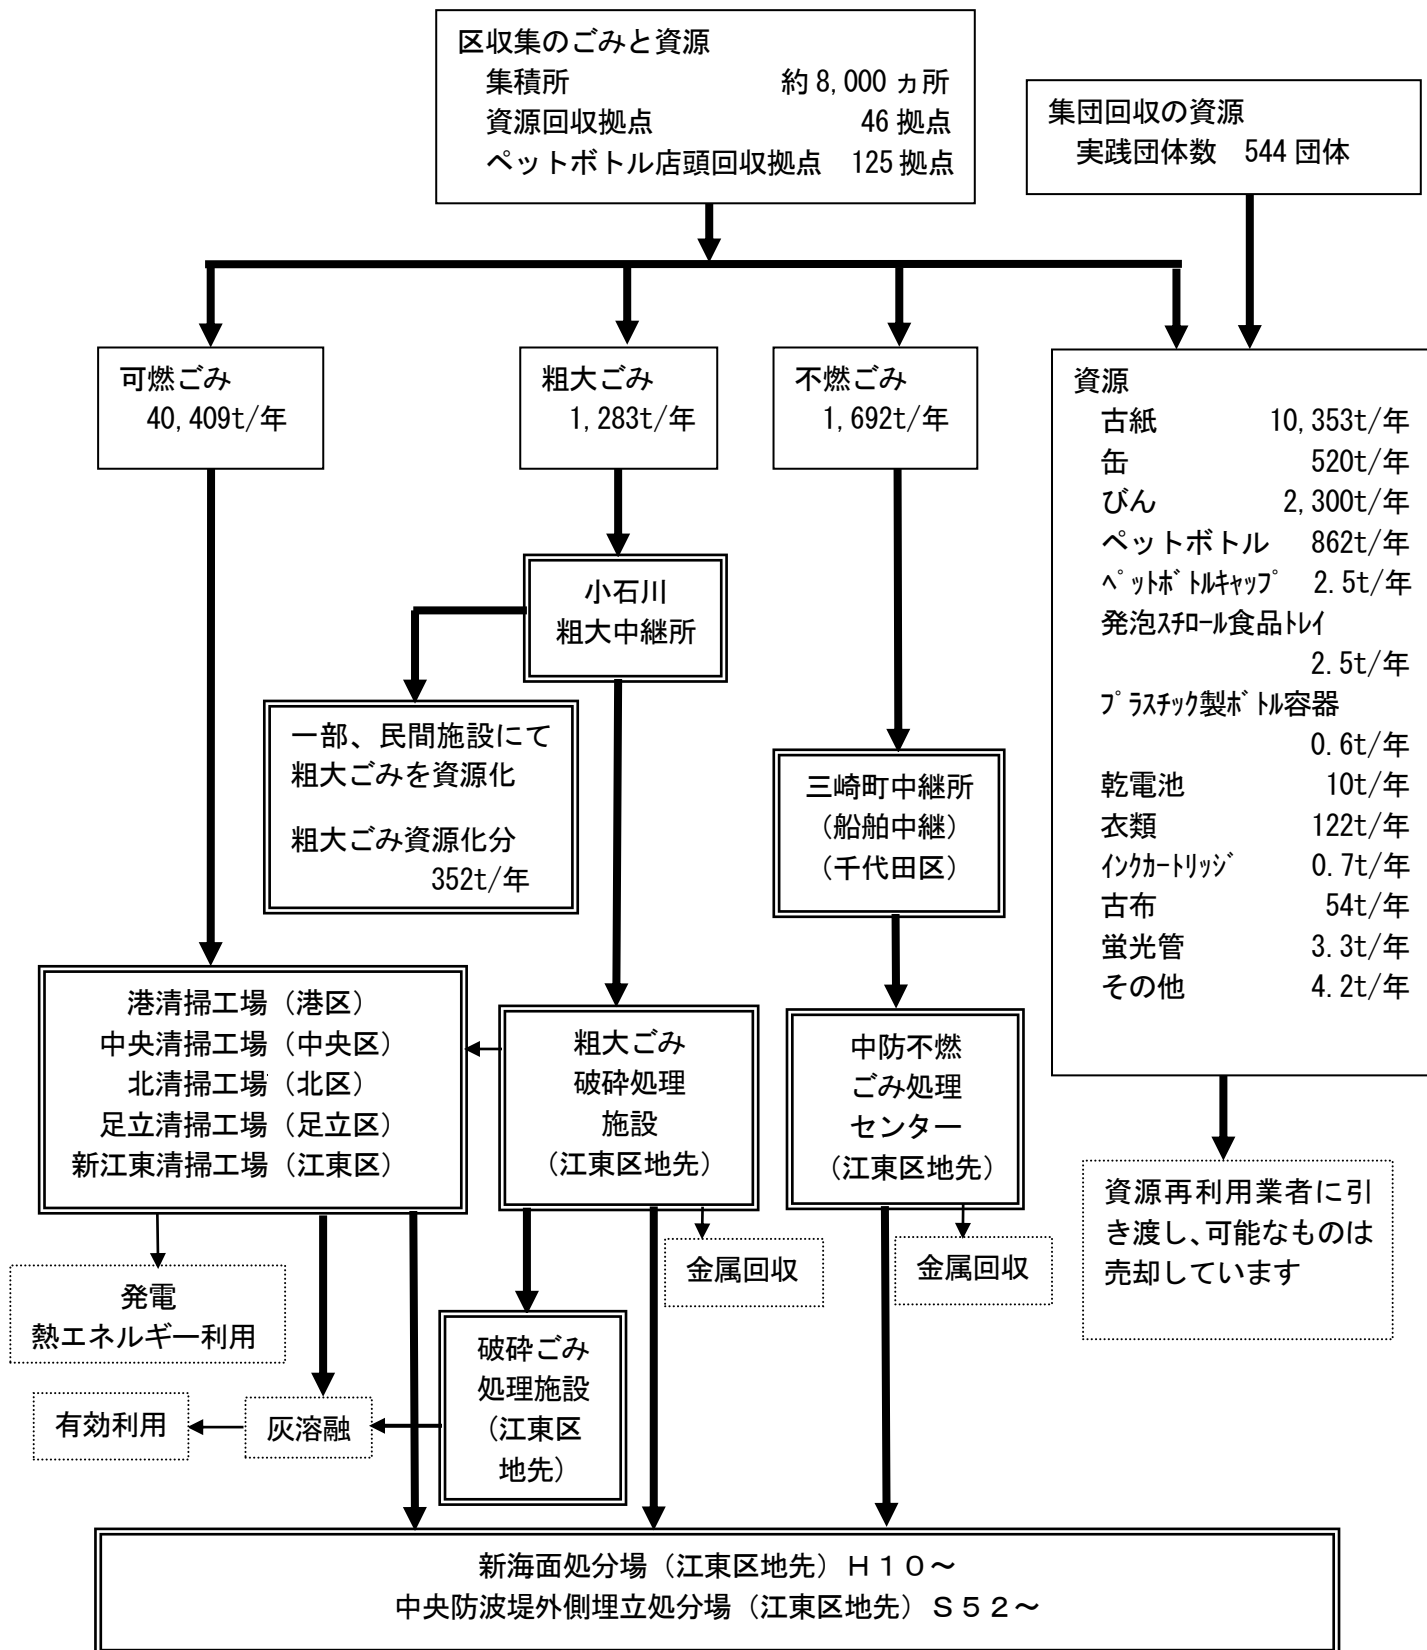 区収集のごみと資源
集積所 約8,000ヵ所
資源回収拠点 46拠点
ペットボトル店頭回収拠点 125拠点
集団回収の資源
実践団体数 544団体
可燃ごみ
40,409t/年
粗大ごみ
1,283t/年
不燃ごみ
1,692t/年
資源
古紙 10,353t/年
缶 520t/年
びん 2,300t/年
ペットボトル 862t/年
ペットボトルキャップ 2.5t/年
発泡スチロール食品トレイ
2.5t/年
プラスチック製ボトル容器
0.6t/年
乾電池 10t/年
衣類 122t/年
インクカートリッジ 0.7t/年
古布 54t/年
蛍光管 3.3t/年
その他 4.2t/年
小石川
粗大中継所
一部、民間施設にて
粗大ごみを資源化
粗大ごみ資源化分
352t/年
三崎町中継所
(船舶中継)
(千代田区)
港清掃工場(港区)
中央清掃工場(中央区)
北清掃工場(北区)
足立清掃工場(足立区)
新江東清掃工場(江東区)
粗大ごみ
破砕処理
施設
(江東区地先)
中防不燃
ごみ処理
センター
(江東区地先)
資源再利用業者に引
き渡し、可能なものは
売却しています
発電
熱エネルギー利用
金属回収
金属回収
破砕ごみ
処理施設
(江東区
地先)
有効利用
灰溶融
新海面処分場(江東区地先)H10~
中央防波堤外側埋立処分場(江東区地先)S52~